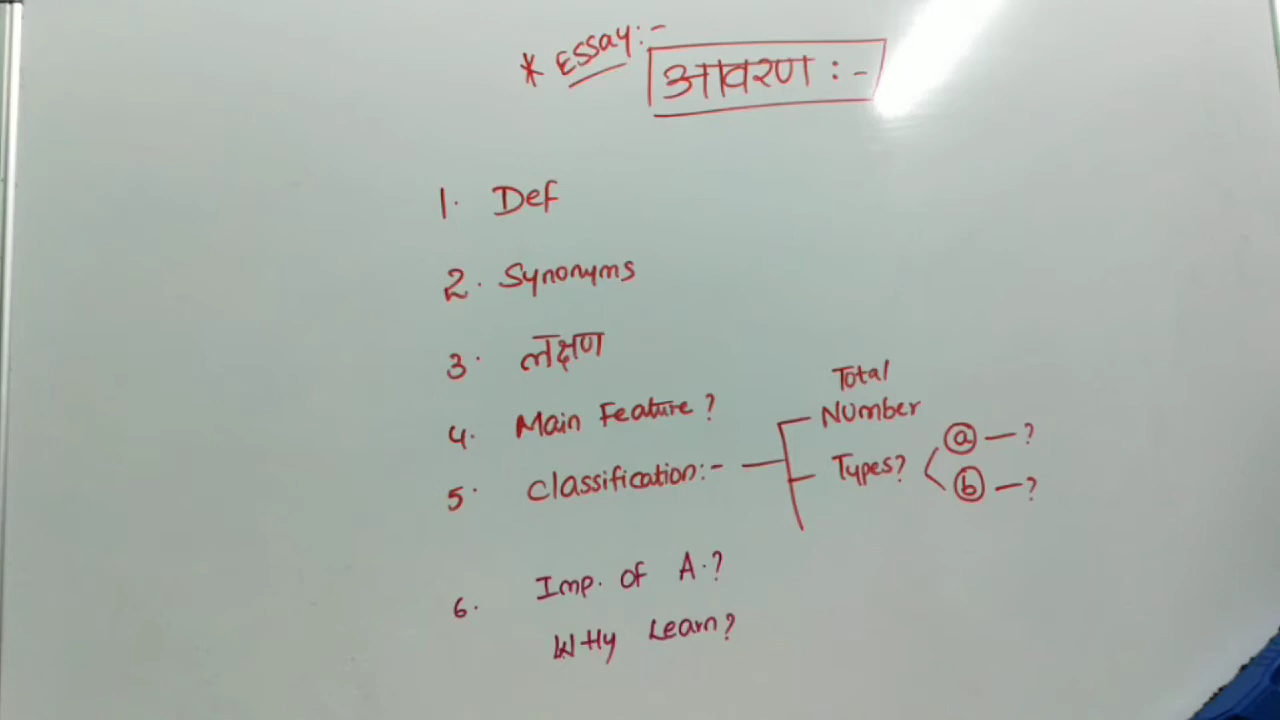 * Essay:-
आवरण :-
1. Def
2. Synonyms
3. लक्षण
4. Main Feature?
5. Classification:-
Total Number
Types?
ⓐ — ?
ⓑ — ?
6. Imp. of A.?
WHy Learn?